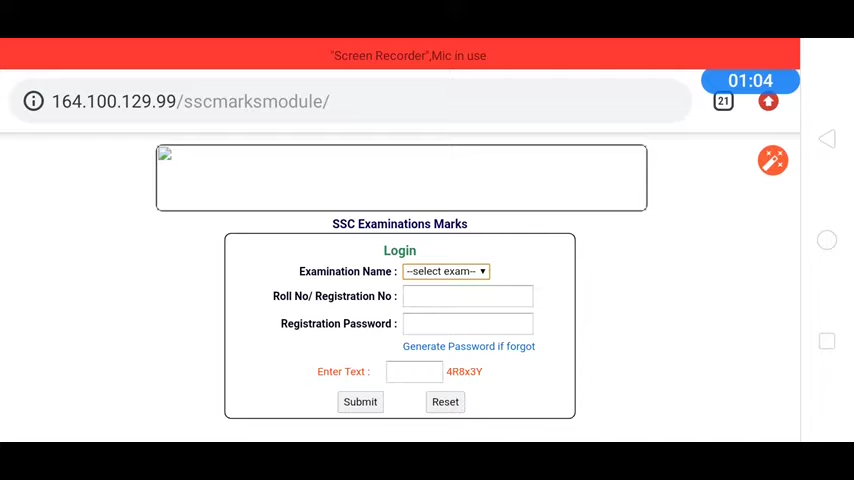 "Screen Recorder",Mic in use
01:04
164.100.129.99/sscmarksmodule/
21
SSC Examinations Marks
Login
Examination Name : --select exam--
Roll No/ Registration No :
Registration Password :
Generate Password if forgot
Enter Text : 4R8x3Y
Submit Reset